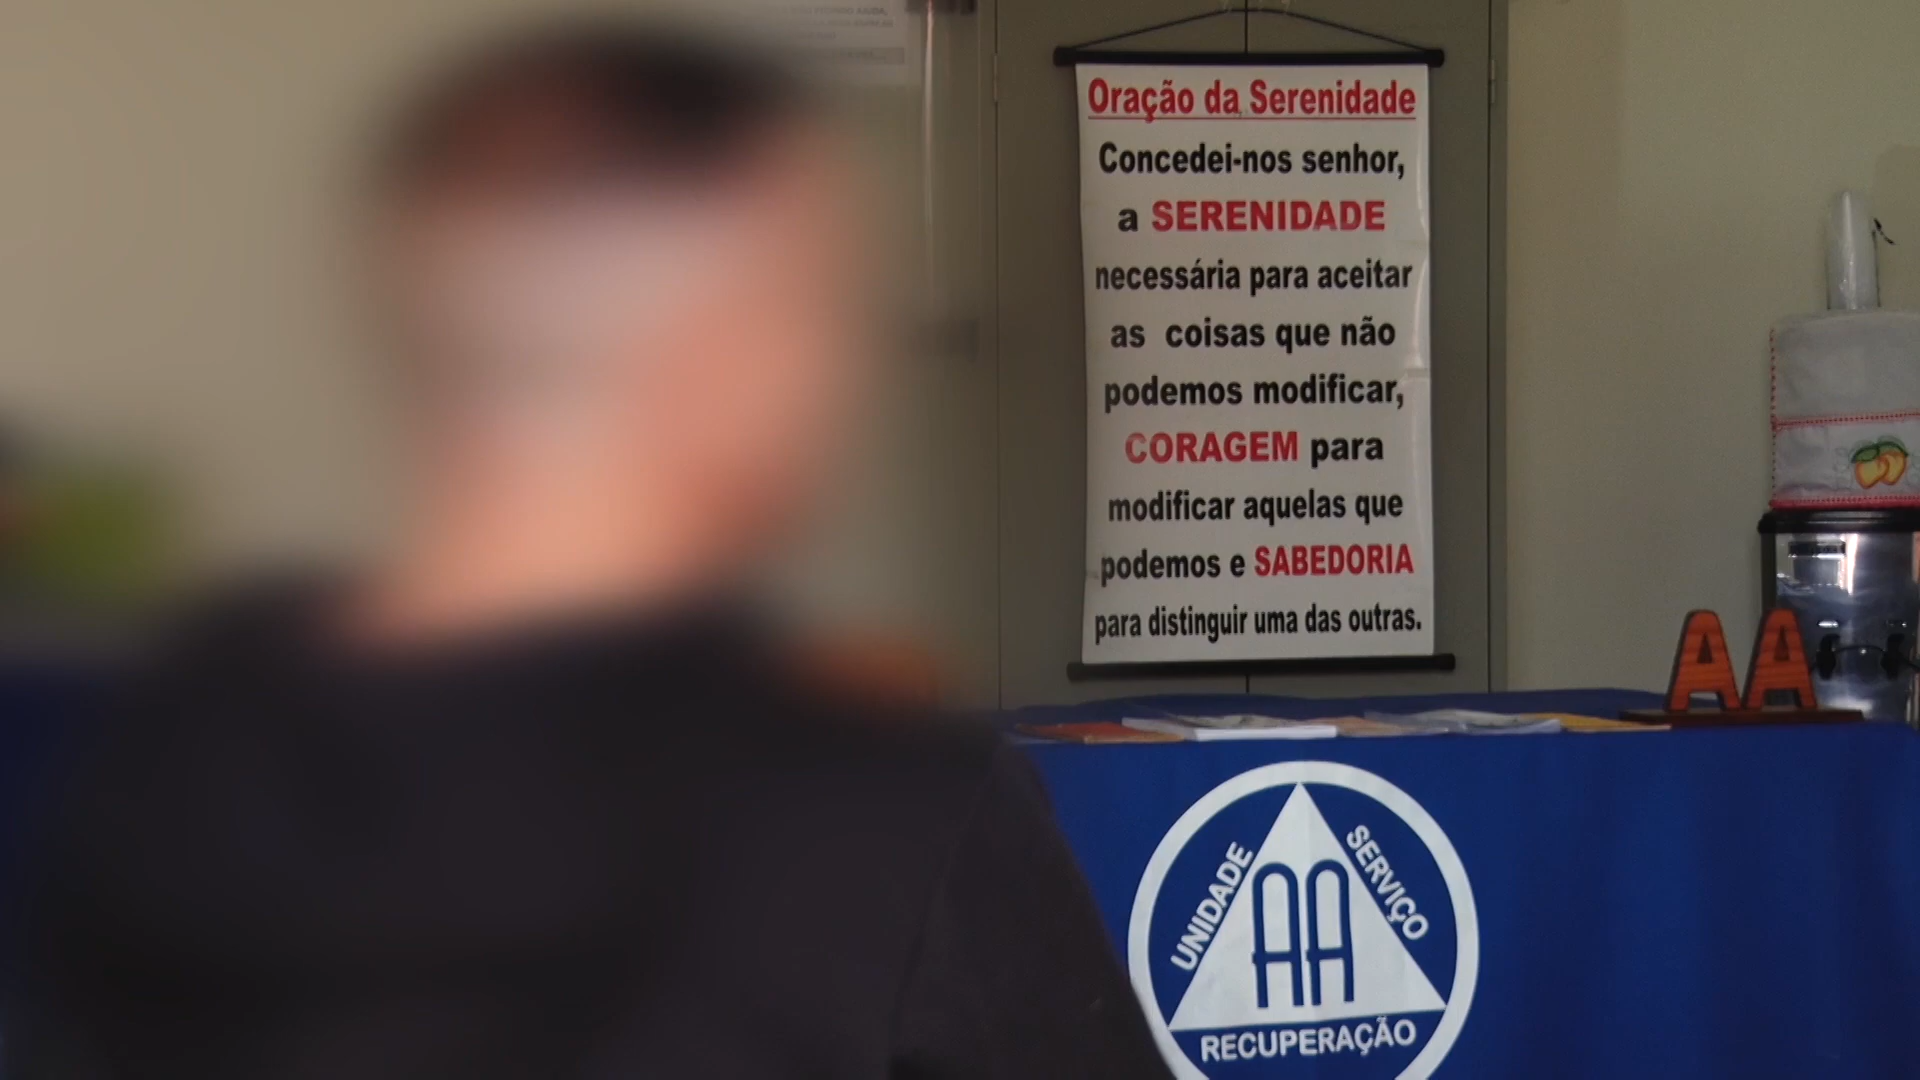 Oração da Serenidade
Concedei-nos senhor,
a SERENIDADE
necessária para aceitar
as coisas que não
podemos modificar,
CORAGEM para
modificar aquelas que
podemos e SABEDORIA
para distinguir uma das outras.
AA
UNIDADE
SERVIÇO
AA
RECUPERAÇÃO